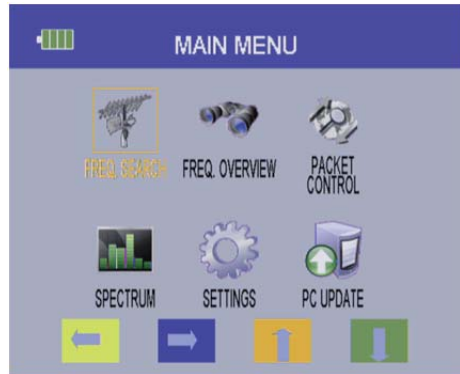 MAIN MENU
FREQ. SEARCH
FREQ. OVERVIEW
PACKET
CONTROL
SPECTRUM
SETTINGS
PC UPDATE